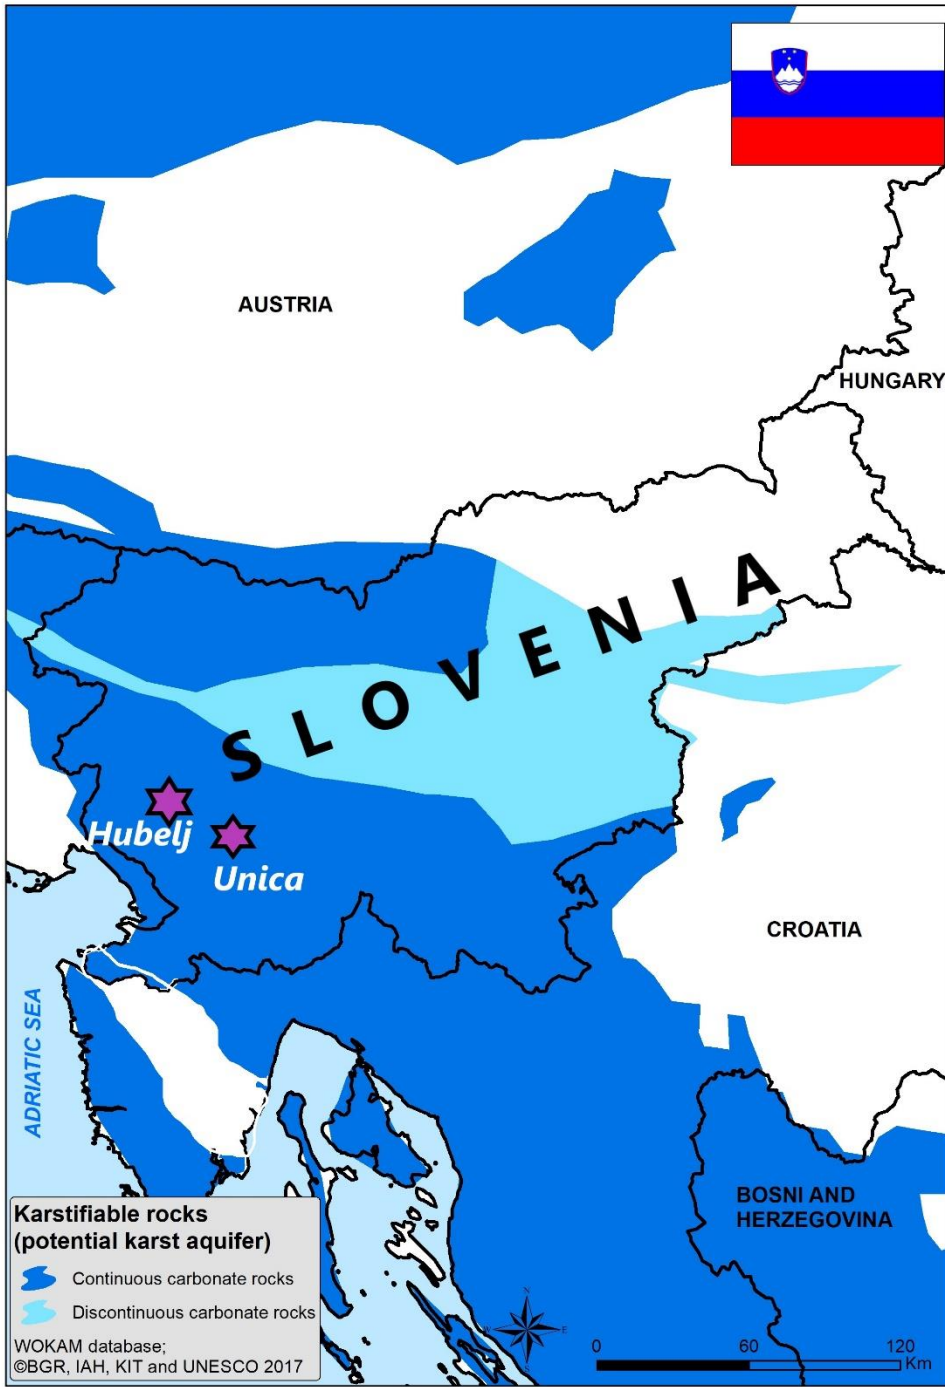 AUSTRIA
HUNGARY
SLOVENIA
Hubelj
Unica
CROATIA
ADRIATIC SEA
BOSNI AND
HERZEGOVINA
Karstifiable rocks
(potential karst aquifer)
Continuous carbonate rocks
Discontinuous carbonate rocks
WOKAM database;
©BGR, IAH, KIT and UNESCO 2017
N
W
E
S
0 60 120
Km